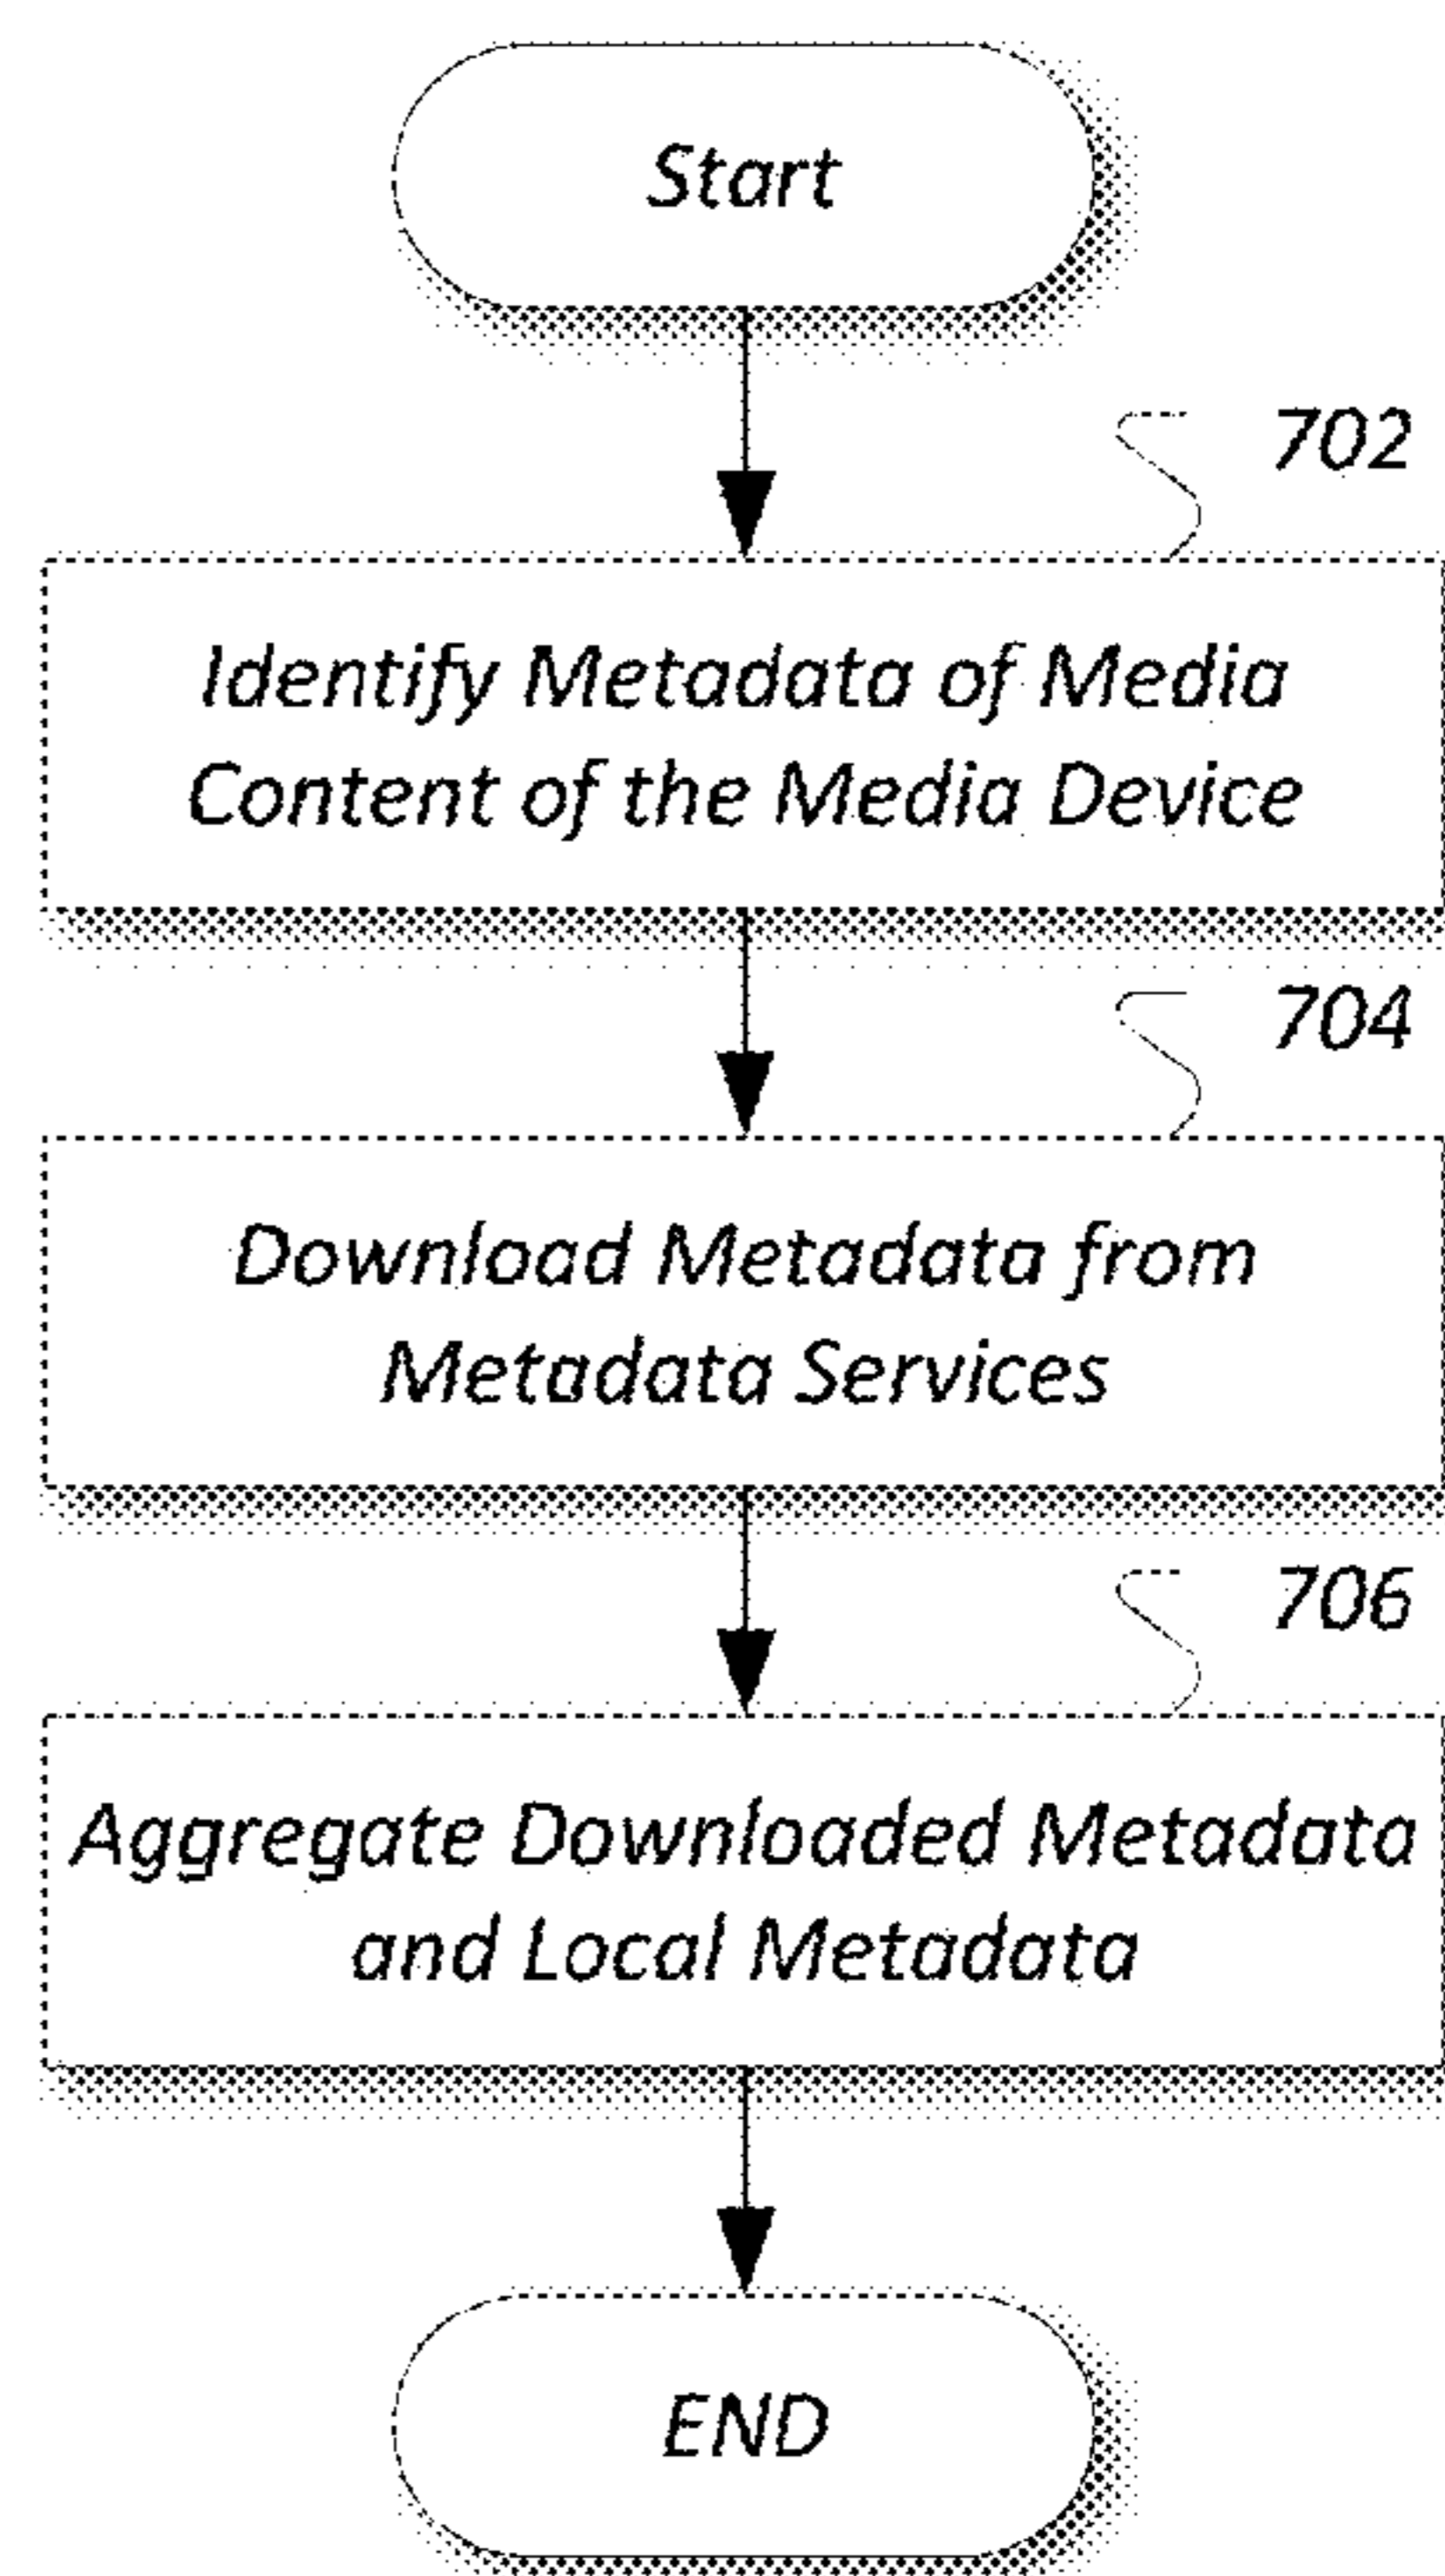 Start
702
Identify Metadata of Media
Content of the Media Device
704
Download Metadata from
Metadata Services
706
Aggregate Downloaded Metadata
and Local Metadata
END